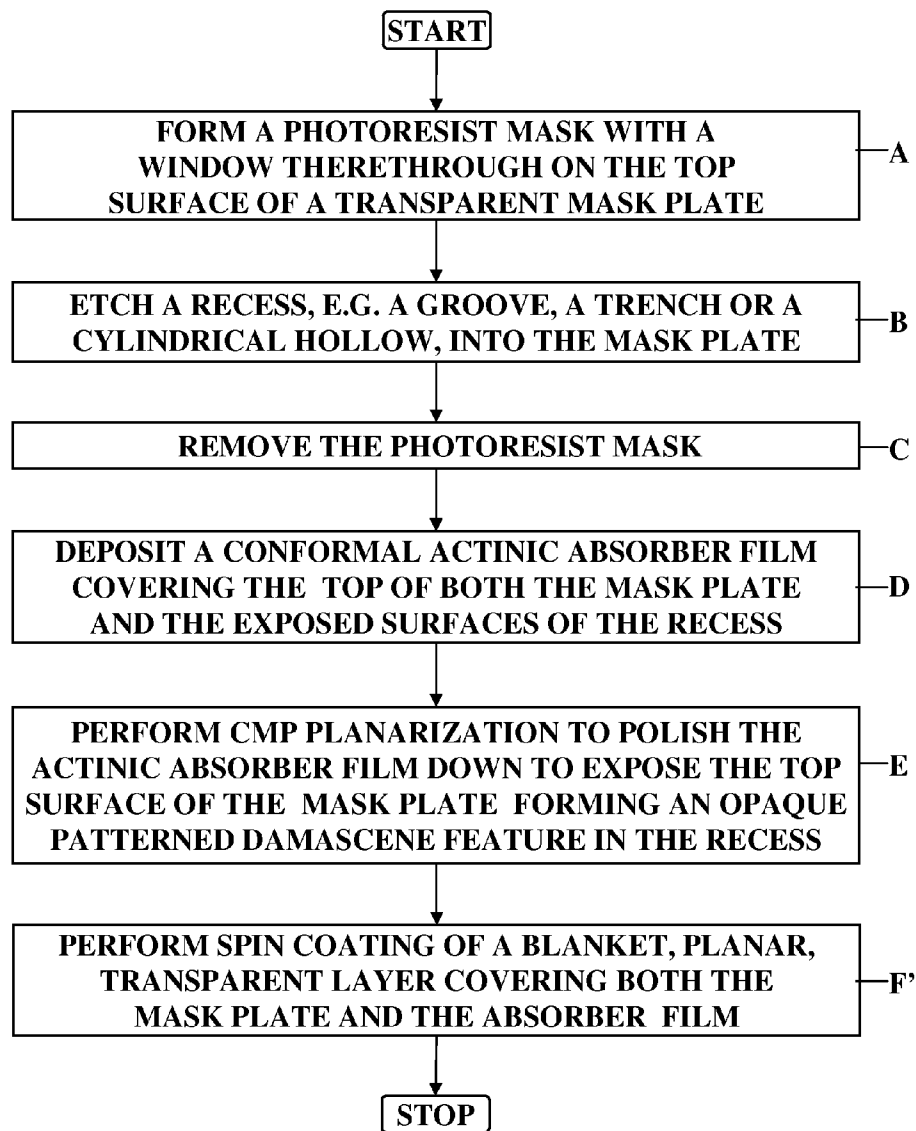 START
FORM A PHOTORESIST MASK WITH A
WINDOW THERETHROUGH ON THE TOP
SURFACE OF A TRANSPARENT MASK PLATE
A
ETCH A RECESS, E.G. A GROOVE, A TRENCH OR A
CYLINDRICAL HOLLOW, INTO THE MASK PLATE
B
REMOVE THE PHOTORESIST MASK
C
DEPOSIT A CONFORMAL ACTINIC ABSORBER FILM
COVERING THE TOP OF BOTH THE MASK PLATE
AND THE EXPOSED SURFACES OF THE RECESS
D
PERFORM CMP PLANARIZATION TO POLISH THE
ACTINIC ABSORBER FILM DOWN TO EXPOSE THE TOP
SURFACE OF THE MASK PLATE FORMING AN OPAQUE
PATTERNED DAMASCENE FEATURE IN THE RECESS
E
PERFORM SPIN COATING OF A BLANKET, PLANAR,
TRANSPARENT LAYER COVERING BOTH THE
MASK PLATE AND THE ABSORBER FILM
F’
STOP